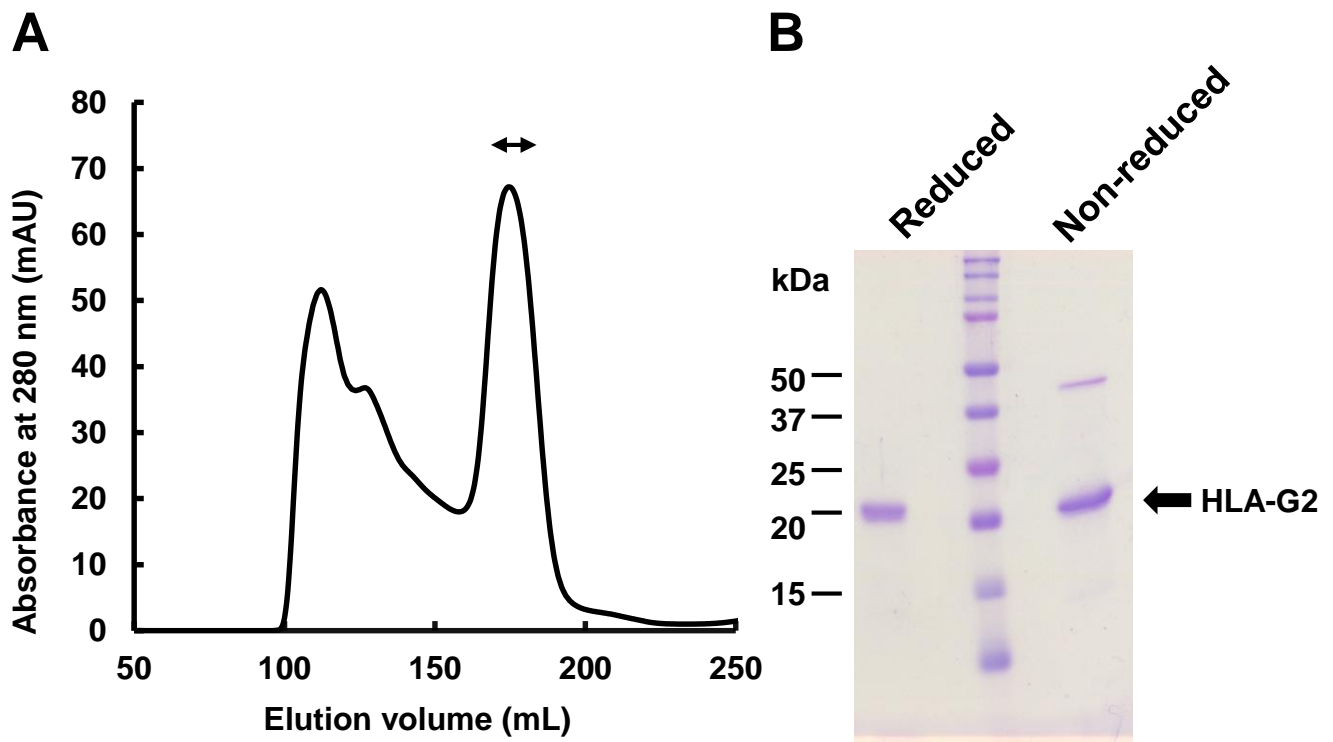 A
80
70
60
50
40
30
20
10
0
Absorbance at 280 nm (mAU)
50 100 150 200 250
Elution volume (mL)
B
Reduced
Non-reduced
kDa
50
37
25
20
15
HLA-G2